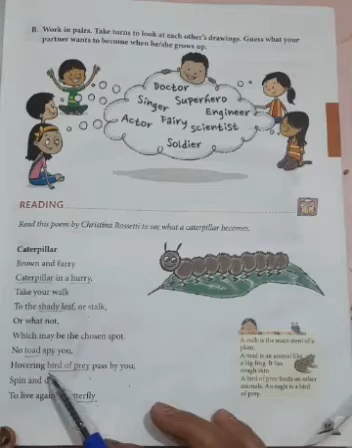 B. Work in pairs. Take turns to look at each other's drawings. Guess what your
partner wants to become when he/she grows up.
Doctor
Singer Superhero
Engineer
Actor Fairy
Scientist
Soldier
READING
Read this poem by Christina Rossetti to see what a caterpillar becomes.
Caterpillar
Brown and furry
Caterpillar in a hurry,
Take your walk
To the shady leaf, or stalk,
Or what not,
Which may be the chosen spot.
No toad spy you,
Hovering bird of prey pass by you;
Spin and
To live again
A stalk is the main stem of a
plant.
A toad is an animal like
a big frog. It has
rough skin.
A bird of prey feeds on other
animals. An eagle is a bird
of prey.